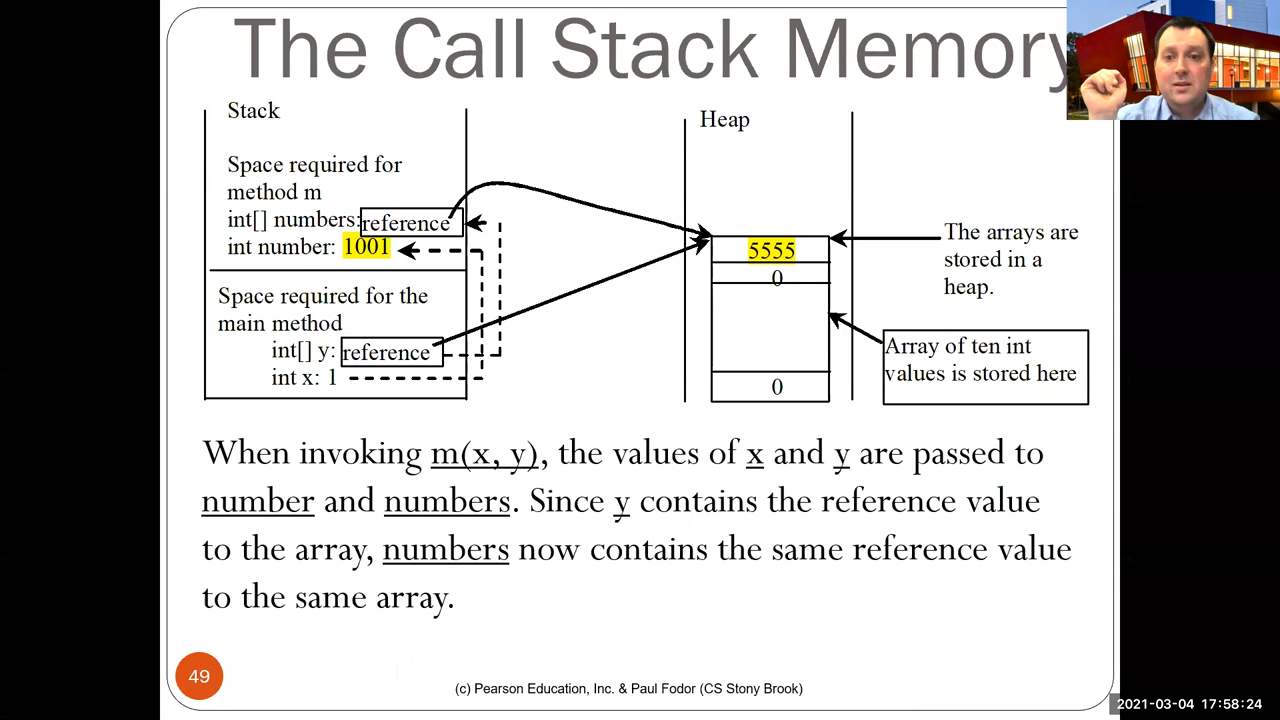 The Call Stack Memory
Stack
Space required for
method m
int[] numbers: reference
int number: 1001
Space required for the
main method
int[] y: reference
int x: 1
Heap
5555
0
0
The arrays are
stored in a
heap.
Array of ten int
values is stored here
When invoking m(x, y), the values of x and y are passed to
number and numbers. Since y contains the reference value
to the array, numbers now contains the same reference value
to the same array.
49
(c) Pearson Education, Inc. & Paul Fodor (CS Stony Brook)
2021-03-04 17:58:24